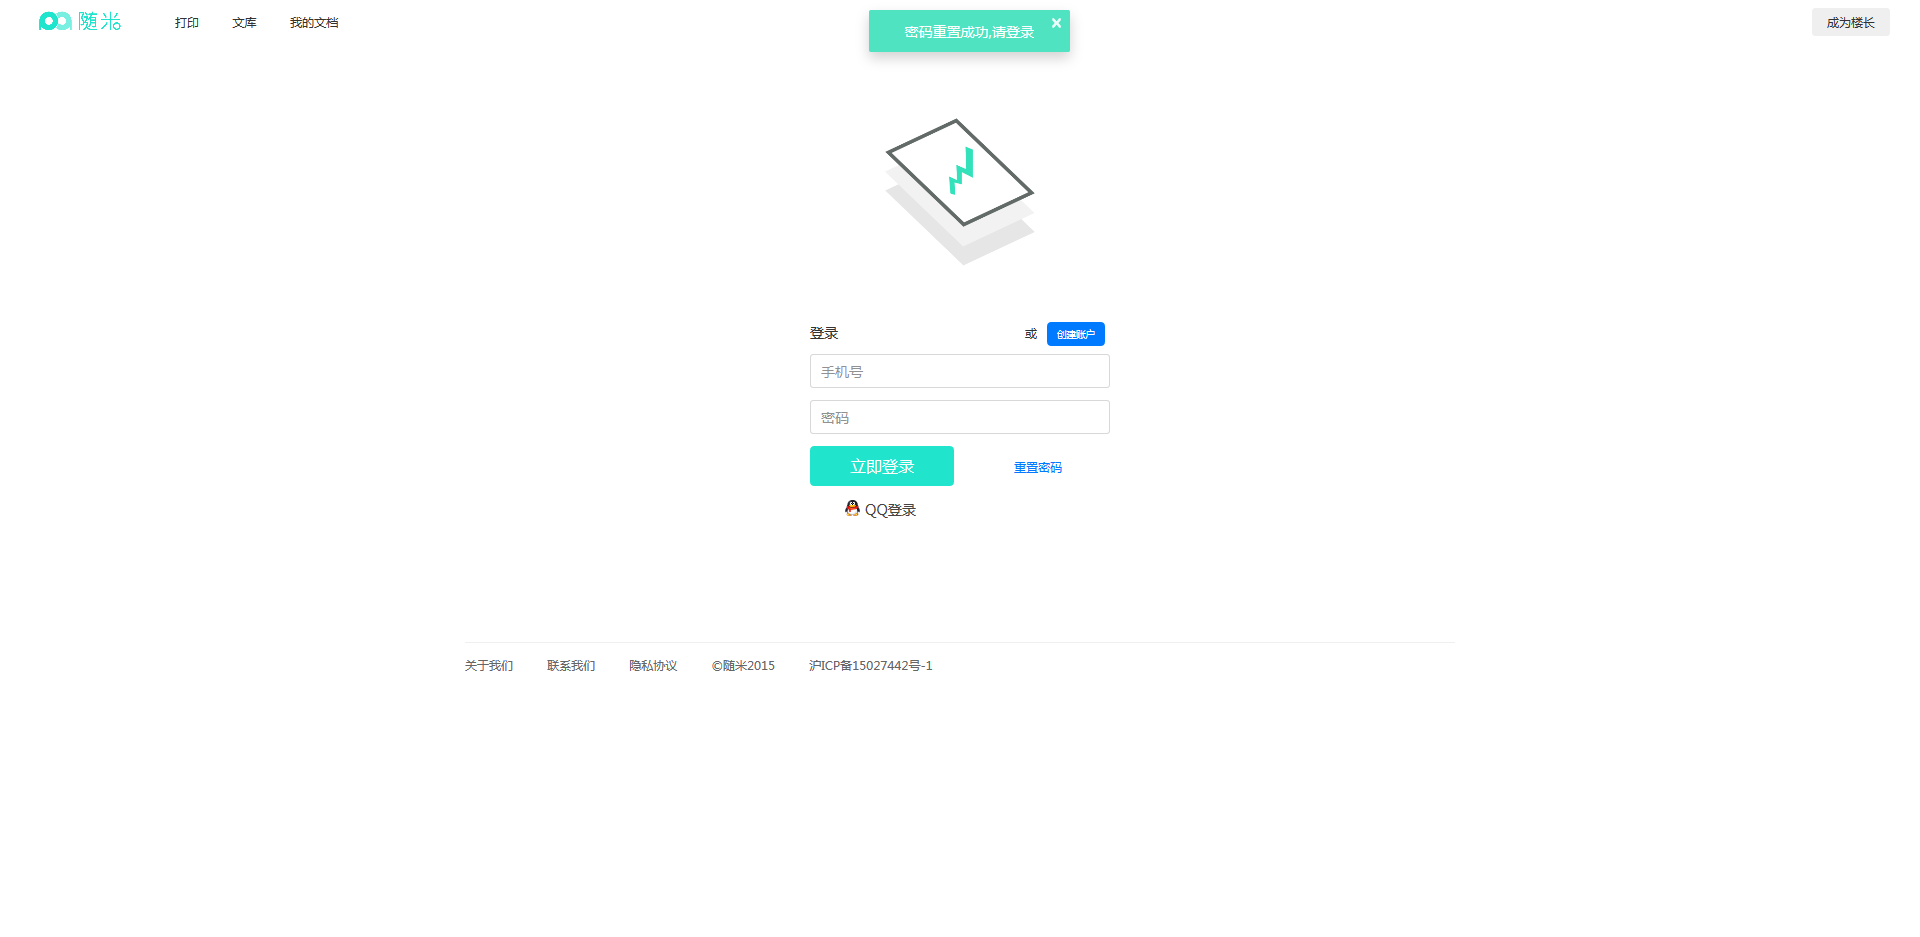 随米
打印 文库 我的文档
密码重置成功,请登录 ×
成为楼长
登录 或 创建账户
手机号
密码
立即登录 重置密码
QQ登录
关于我们 联系我们 隐私协议 ©随米2015 沪ICP备15027442号-1